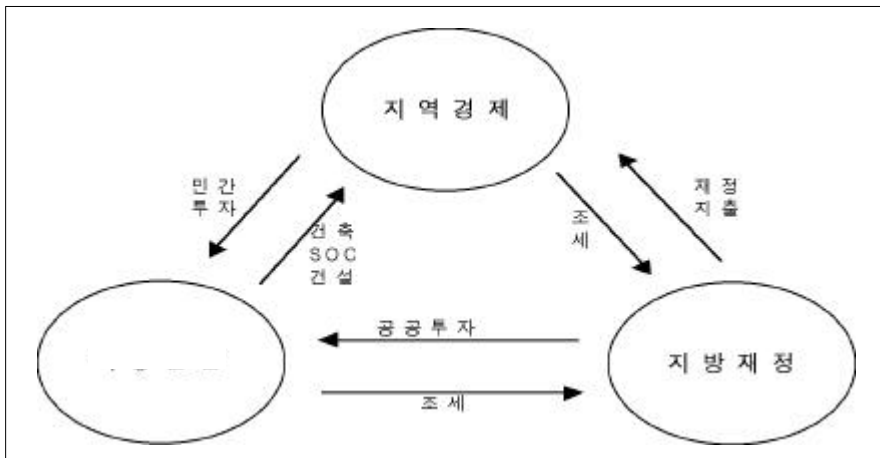 지 역 경 제
민 간
투 자
건 축
SOC
건 설
조
세
재 정
지 출
공 공 투 자
조 세
지 방 재 정